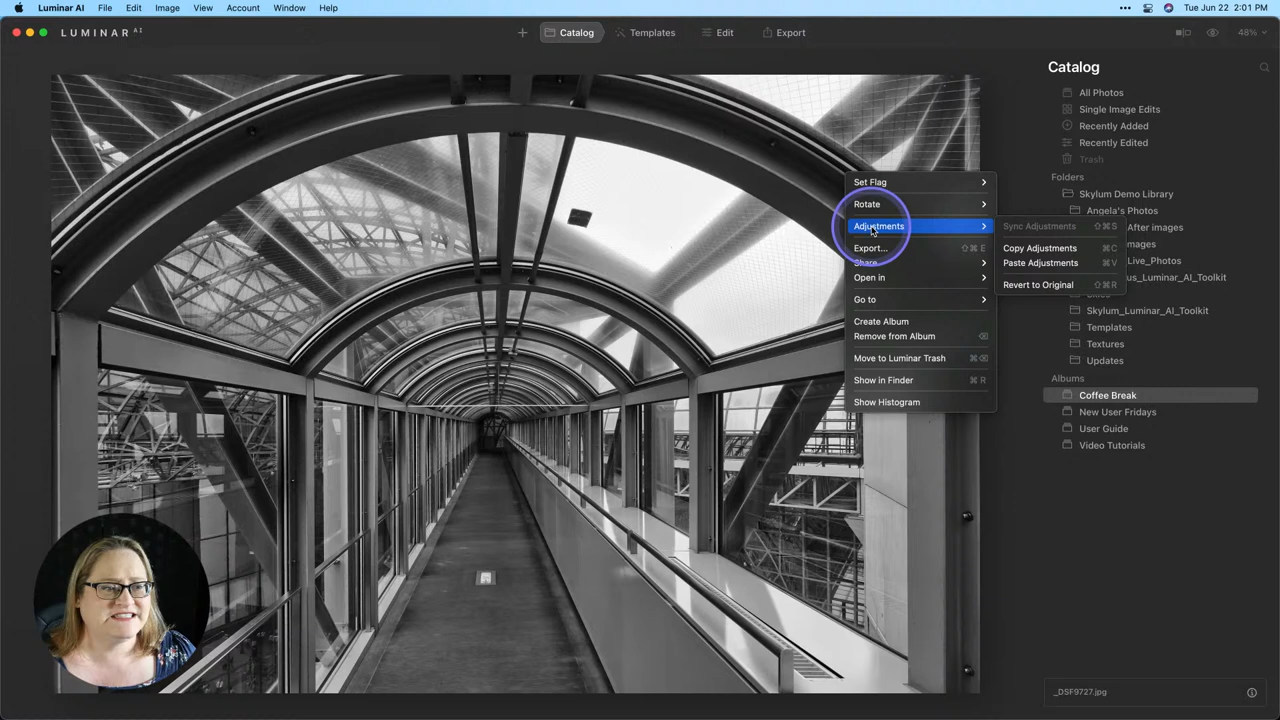 Luminar AI File Edit Image View Account Window Help
Tue Jun 22 2:01 PM
LUMINAR AI
Catalog Templates Edit Export
48%
Catalog
All Photos
Single Image Edits
Recently Added
Recently Edited
Trash
Folders
Skylum Demo Library
Angela's Photos
After images
mages
Live_Photos
us_Luminar_AI_Toolkit
Skylum_Luminar_AI_Toolkit
Templates
Textures
Updates
Albums
Coffee Break
New User Fridays
User Guide
Video Tutorials
Set Flag
Rotate
Adjustments
Export... ⇧⌘E
Share
Open in
Go to
Create Album
Remove from Album ⌫
Move to Luminar Trash ⌘⌫
Show in Finder ⌘R
Show Histogram
Sync Adjustments ⇧⌘S
Copy Adjustments ⌘C
Paste Adjustments ⌘V
Revert to Original ⇧⌘R
_DSF9727.jpg